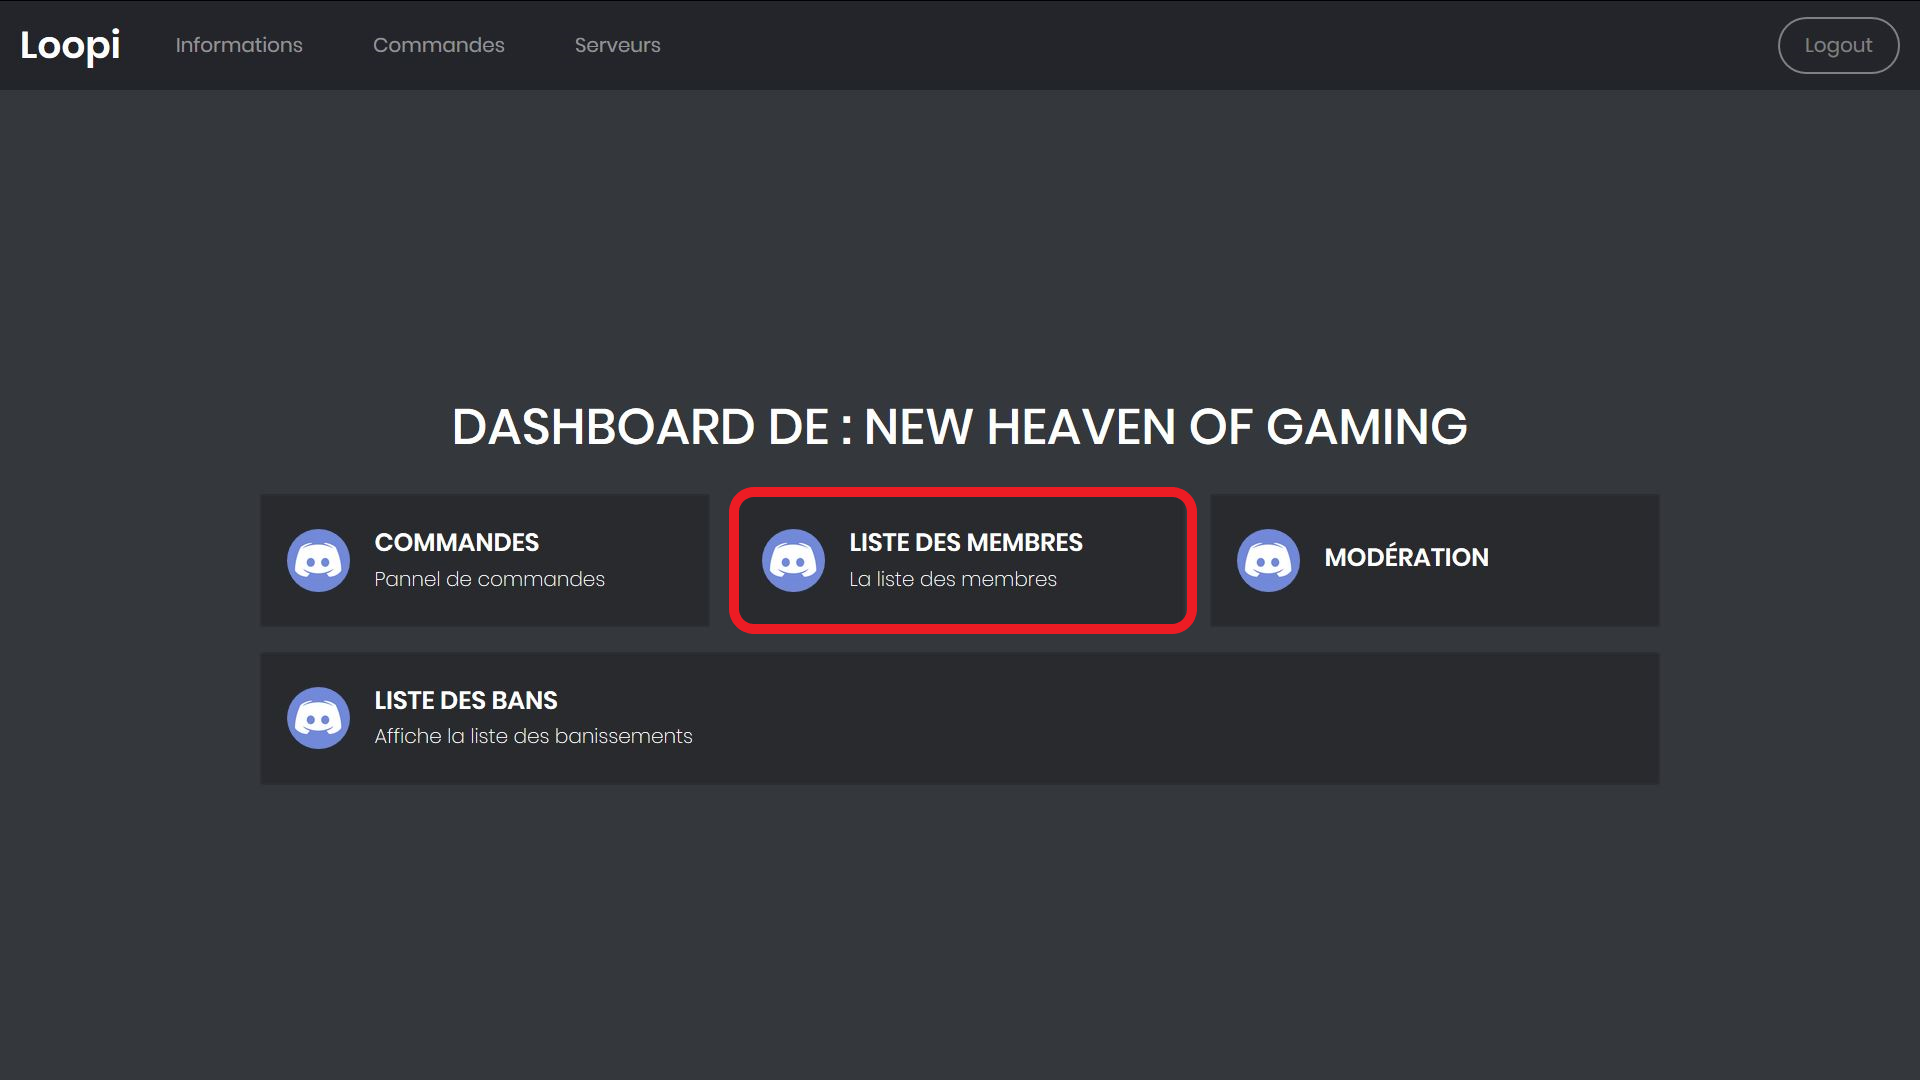 Loopi
Informations
Commandes
Serveurs
Logout
DASHBOARD DE : NEW HEAVEN OF GAMING
COMMANDES
Pannel de commandes
LISTE DES MEMBRES
La liste des membres
MODÉRATION
LISTE DES BANS
Affiche la liste des banissements